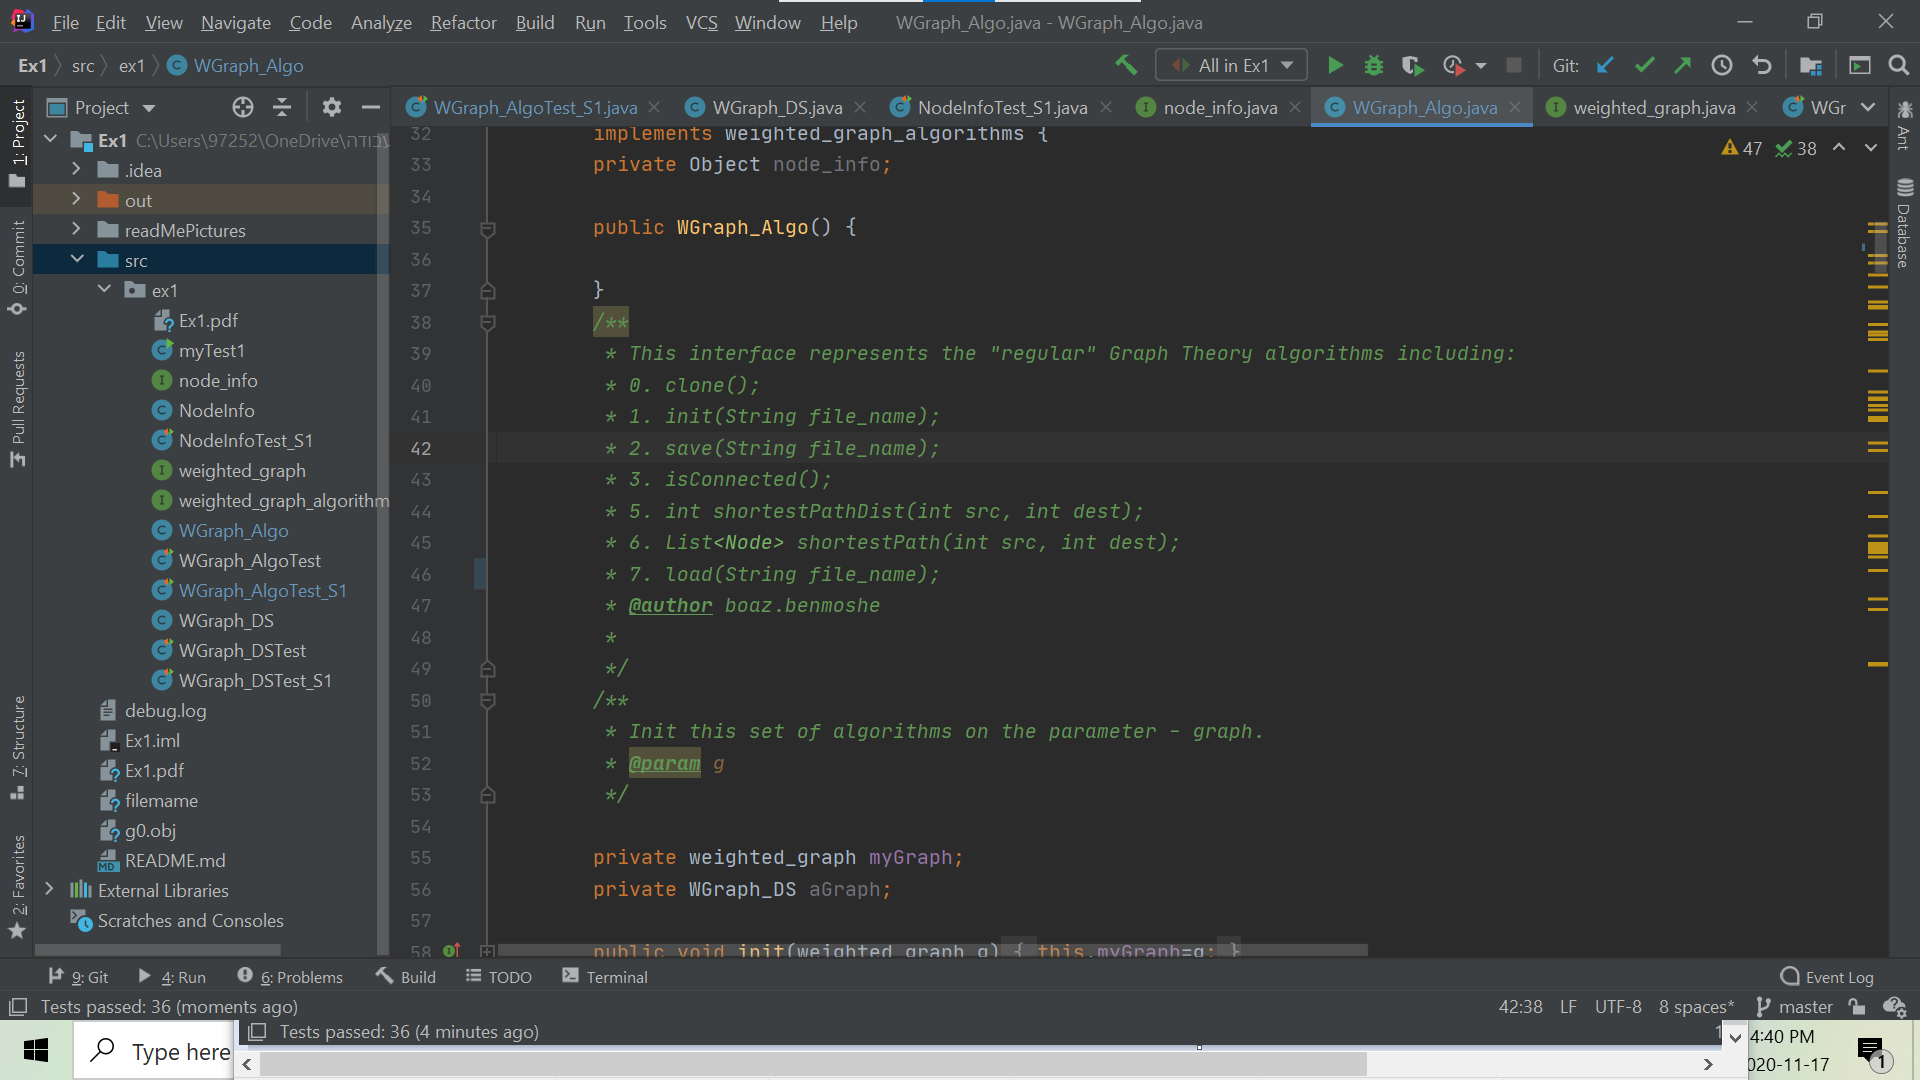 File Edit View Navigate Code Analyze Refactor Build Run Tools VCS Window Help WGraph_Algo.java - WGraph_Algo.java
Ex1 src ex1 WGraph_Algo All in Ex1 Git:
Project WGraph_AlgoTest_S1.java WGraph_DS.java NodeInfoTest_S1.java node_info.java WGraph_Algo.java weighted_graph.java WGr
1: Project
0: Commit
Pull Requests
7: Structure
2: Favorites
Ex1 C:\Users\97252\OneDrive\עבודה
.idea
out
readMePictures
src
ex1
Ex1.pdf
myTest1
node_info
NodeInfo
NodeInfoTest_S1
weighted_graph
weighted_graph_algorithm
WGraph_Algo
WGraph_AlgoTest
WGraph_AlgoTest_S1
WGraph_DS
WGraph_DSTest
WGraph_DSTest_S1
debug.log
Ex1.iml
Ex1.pdf
filemame
g0.obj
README.md
External Libraries
Scratches and Consoles
47 38
32 implements weighted_graph_algorithms {
33 private Object node_info;
34
35 public WGraph_Algo() {
36
37 }
38 /**
39 * This interface represents the "regular" Graph Theory algorithms including:
40 * 0. clone();
41 * 1. init(String file_name);
42 * 2. save(String file_name);
43 * 3. isConnected();
44 * 5. int shortestPathDist(int src, int dest);
45 * 6. List<Node> shortestPath(int src, int dest);
46 * 7. load(String file_name);
47 * @author boaz.benmoshe
48 *
49 */
50 /**
51 * Init this set of algorithms on the parameter - graph.
52 * @param g
53 */
54
55 private weighted_graph myGraph;
56 private WGraph_DS aGraph;
57
58 public void init(weighted_graph g) { this.myGraph=g; }
Ant
Database
9: Git 4: Run 6: Problems Build TODO Terminal Event Log
Tests passed: 36 (moments ago) 42:38 LF UTF-8 8 spaces* master
Tests passed: 36 (4 minutes ago) 1
Type here
4:40 PM
020-11-17
1